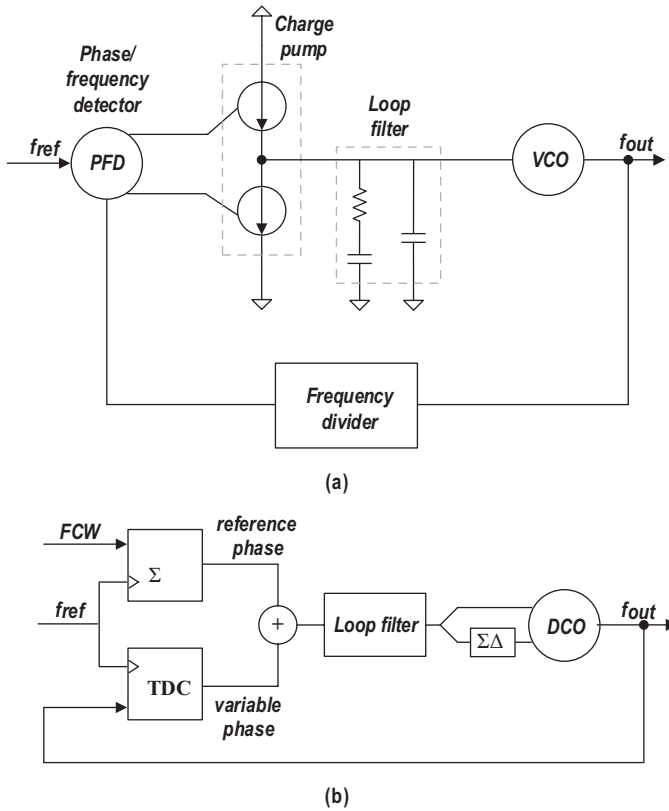 Charge
pump
Phase/
frequency
detector
Loop
filter
fref
PFD
VCO
fout
Frequency
divider
(a)
FCW
reference
phase
Σ
fref
Loop filter
DCO
fout
+
ΣΔ
TDC
variable
phase
(b)